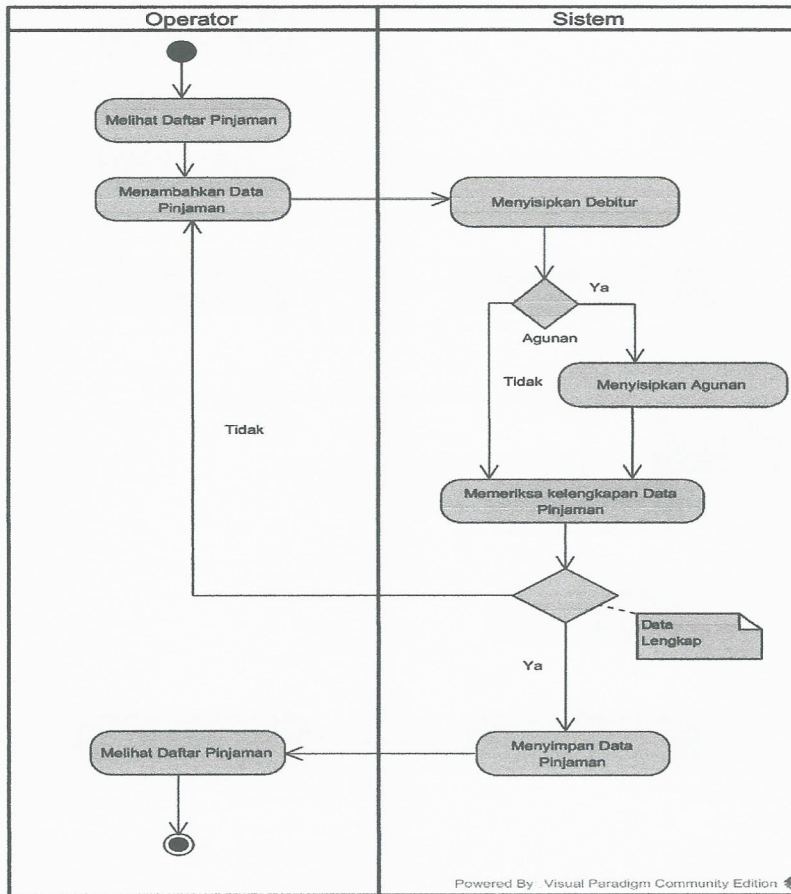 Operator
Sistem
Melihat Daftar Pinjaman
Menambahkan Data
Pinjaman
Menyisipkan Debitur
Ya
Agunan
Tidak
Menyisipkan Agunan
Tidak
Memeriksa kelengkapan Data
Pinjaman
Data
Lengkap
Ya
Melihat Daftar Pinjaman
Menyimpan Data
Pinjaman
Powered By Visual Paradigm Community Edition